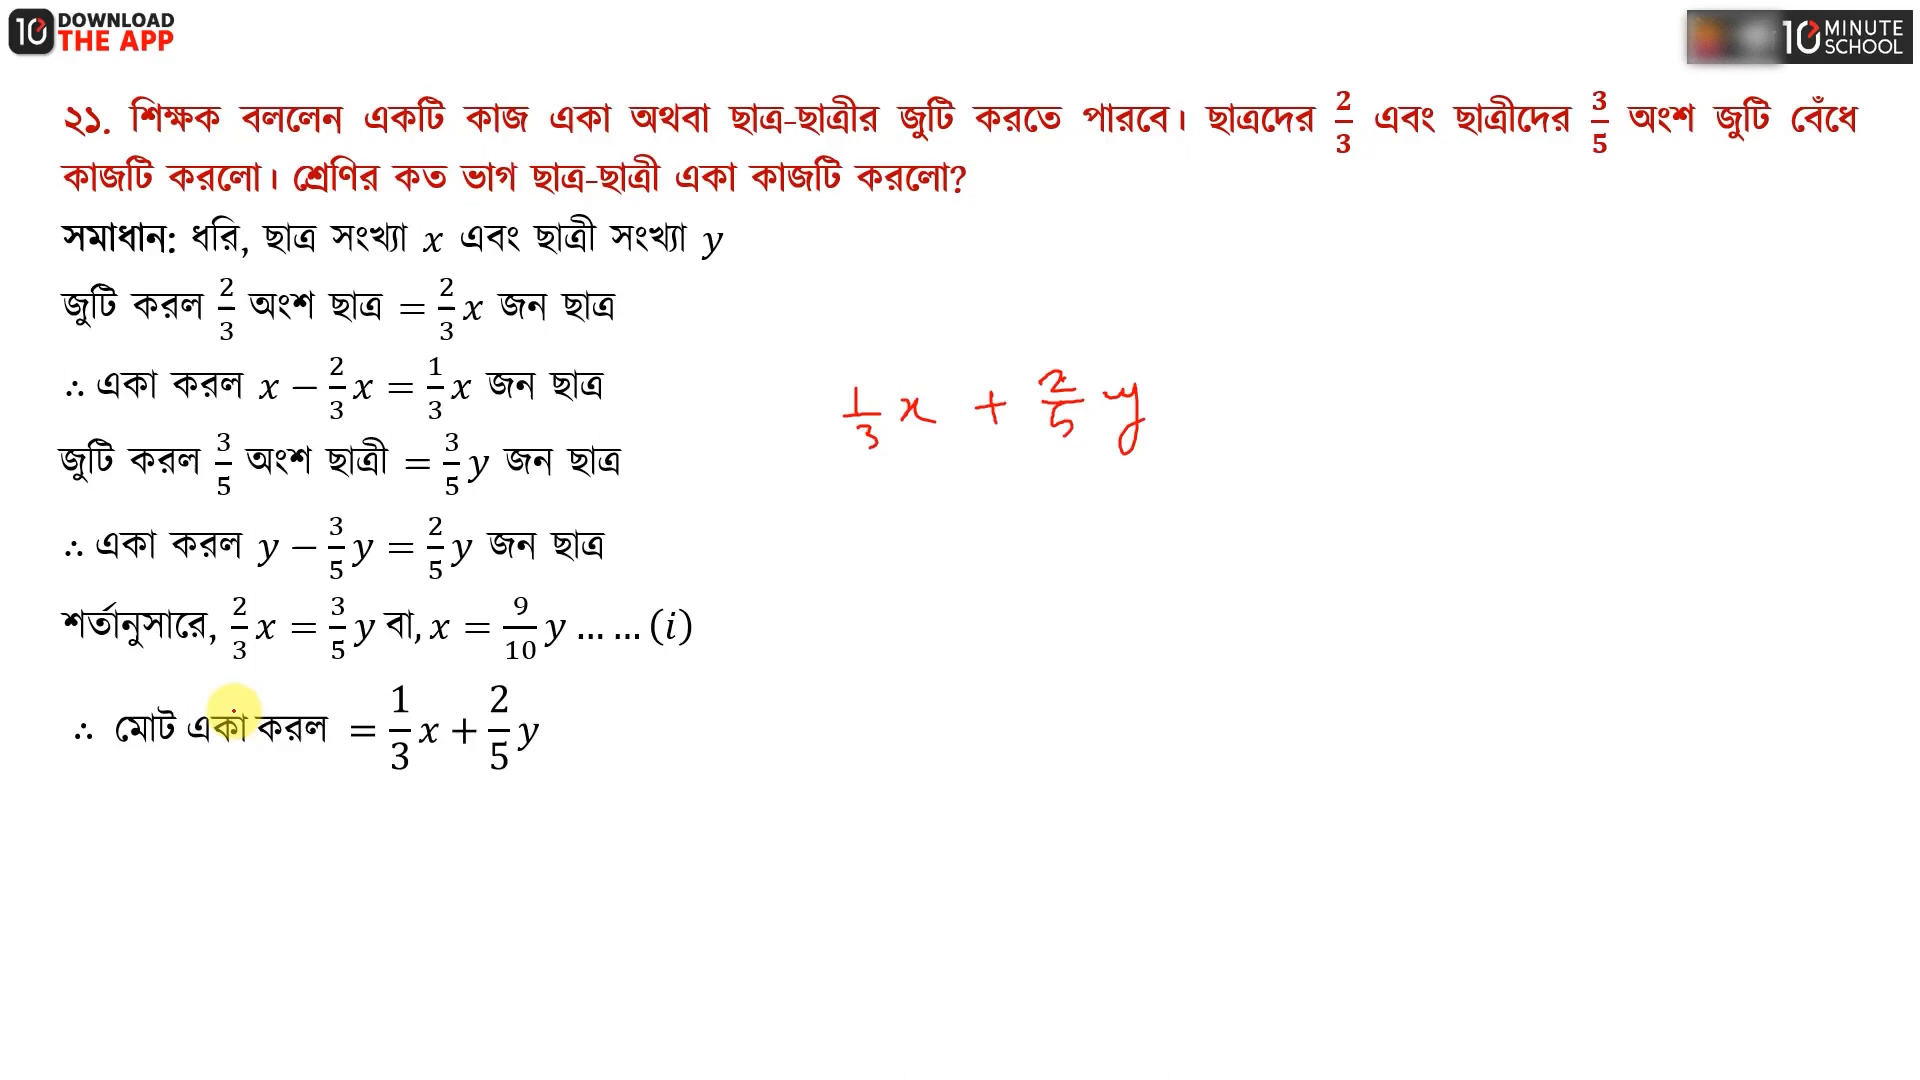 10 DOWNLOAD THE APP
10 MINUTE SCHOOL
২১. শিক্ষক বললেন একটি কাজ একা অথবা ছাত্র-ছাত্রীর জুটি করতে পারবে। ছাত্রদের 2/3 এবং ছাত্রীদের 3/5 অংশ জুটি বেঁধে
কাজটি করলো। শ্রেণির কত ভাগ ছাত্র-ছাত্রী একা কাজটি করলো?
সমাধান: ধরি, ছাত্র সংখ্যা x এবং ছাত্রী সংখ্যা y
জুটি করল 2/3 অংশ ছাত্র = 2/3 x জন ছাত্র
∴ একা করল x − 2/3 x = 1/3 x জন ছাত্র
1/3 x + 2/5 y
জুটি করল 3/5 অংশ ছাত্রী = 3/5 y জন ছাত্র
∴ একা করল y − 3/5 y = 2/5 y জন ছাত্র
শর্তানুসারে, 2/3 x = 3/5 y বা, x = 9/10 y ... ... (i)
∴ মোট একা করল = 1/3 x + 2/5 y